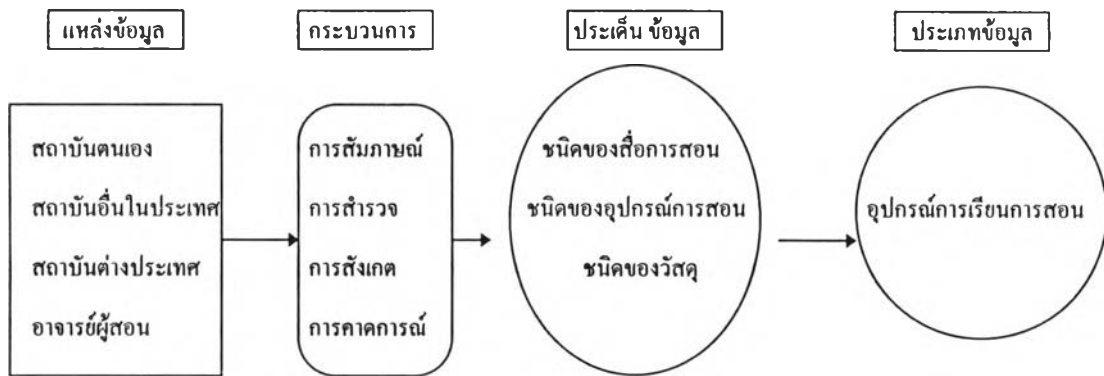 แหล่งข้อมูล
กระบวนการ
ประเด็น ข้อมูล
ประเภทข้อมูล
สถาบันตนเอง
สถาบันอื่นในประเทศ
สถาบันต่างประเทศ
อาจารย์ผู้สอน
การสัมภาษณ์
การสำรวจ
การสังเกต
การคาดการณ์
ชนิดของสื่อการสอน
ชนิดของอุปกรณ์การสอน
ชนิดของวัสดุ
อุปกรณ์การเรียนการสอน